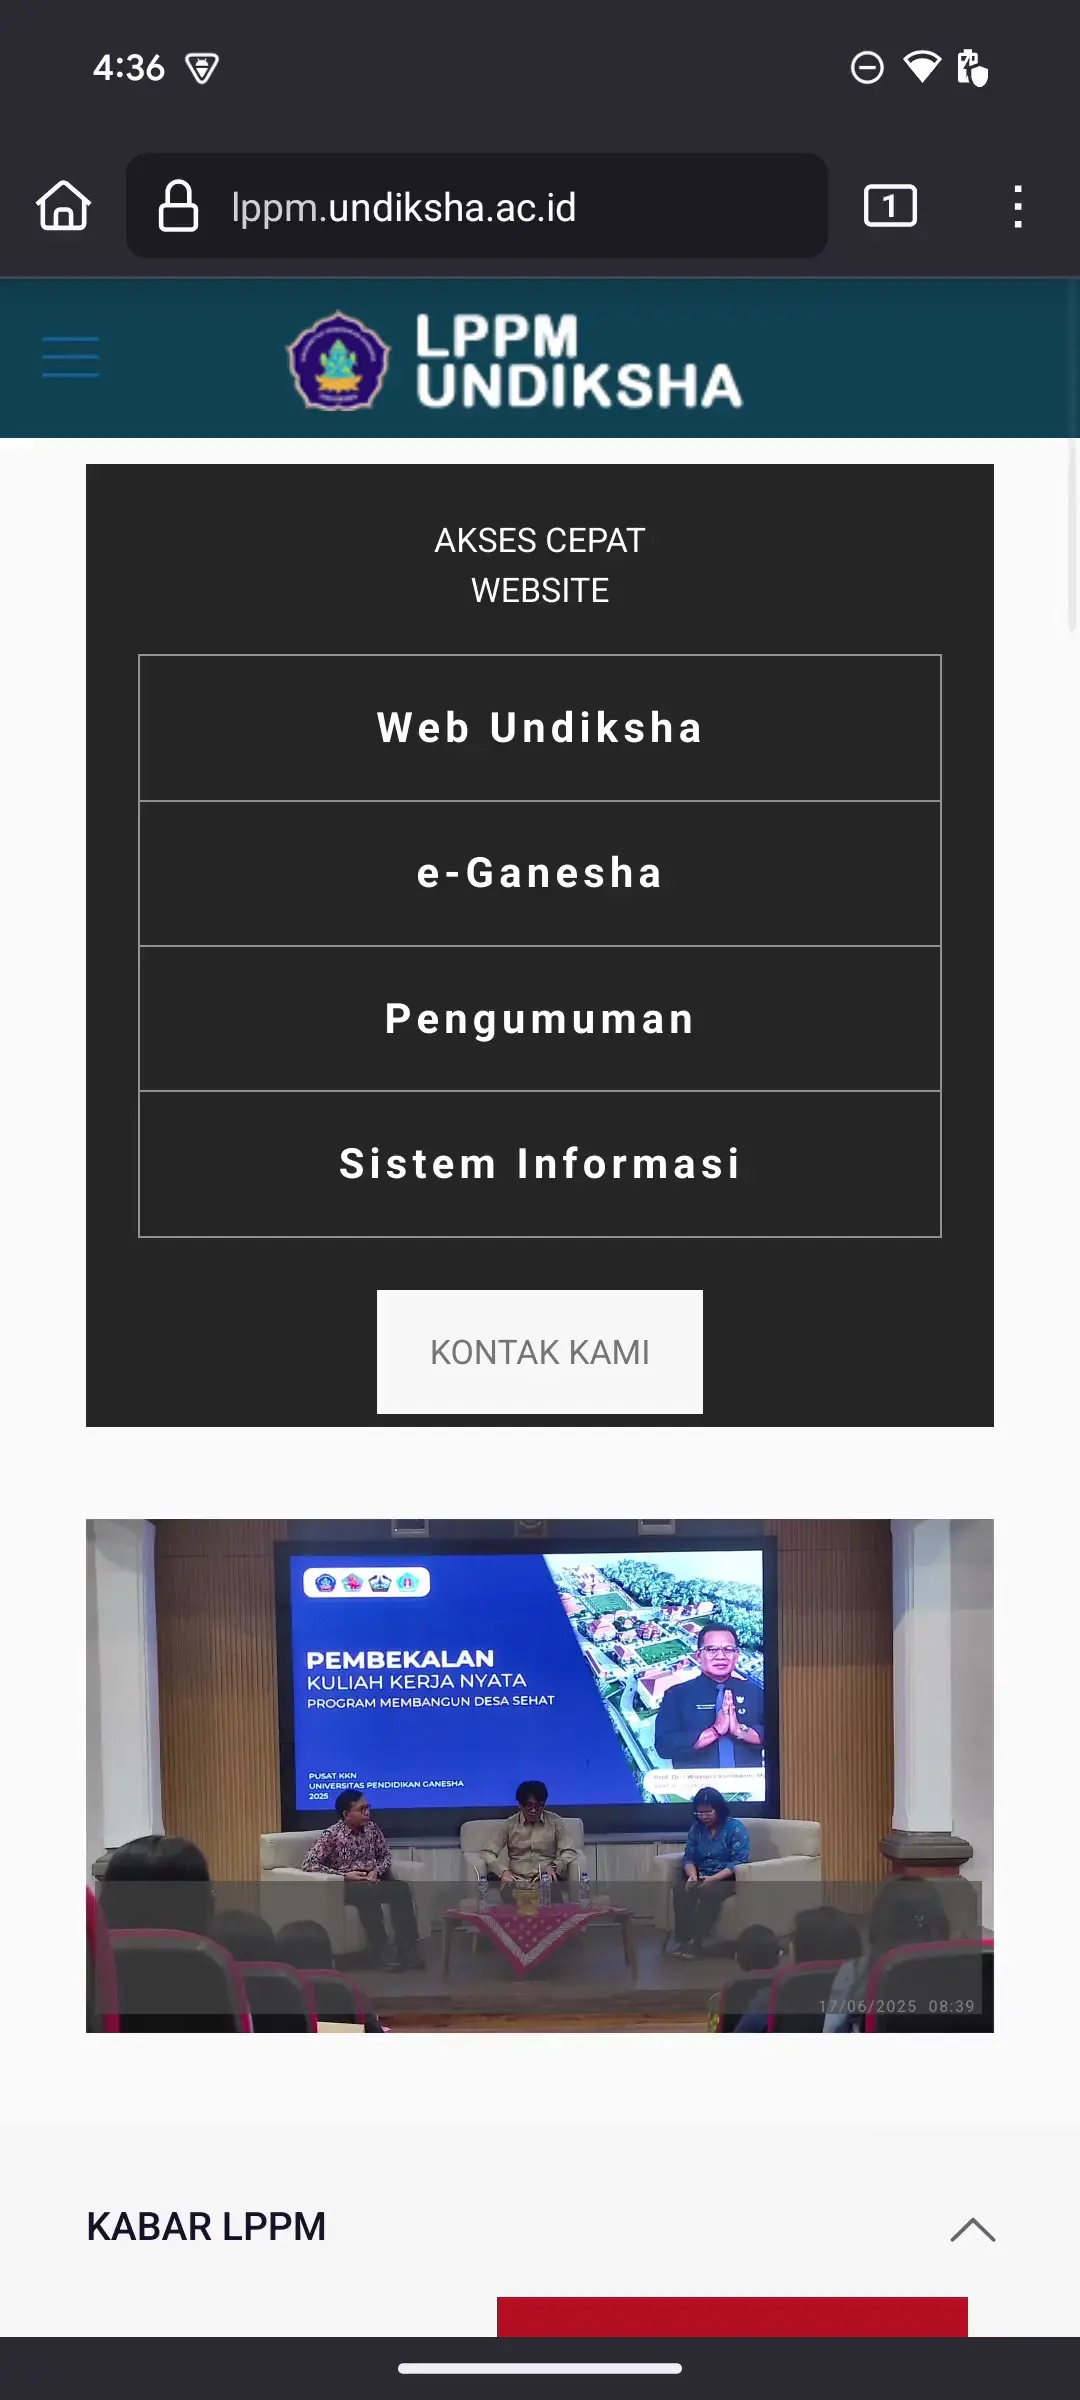 4:36
lppm.undiksha.ac.id
1
LPPM
UNDIKSHA
AKSES CEPAT
WEBSITE
Web Undiksha
e-Ganesha
Pengumuman
Sistem Informasi
KONTAK KAMI
PEMBEKALAN
KULIAH KERJA NYATA
PROGRAM MEMBANGUN DESA SEHAT
PUSAT KKN
UNIVERSITAS PENDIDIKAN GANESHA
2025
17/06/2025 08:39
KABAR LPPM